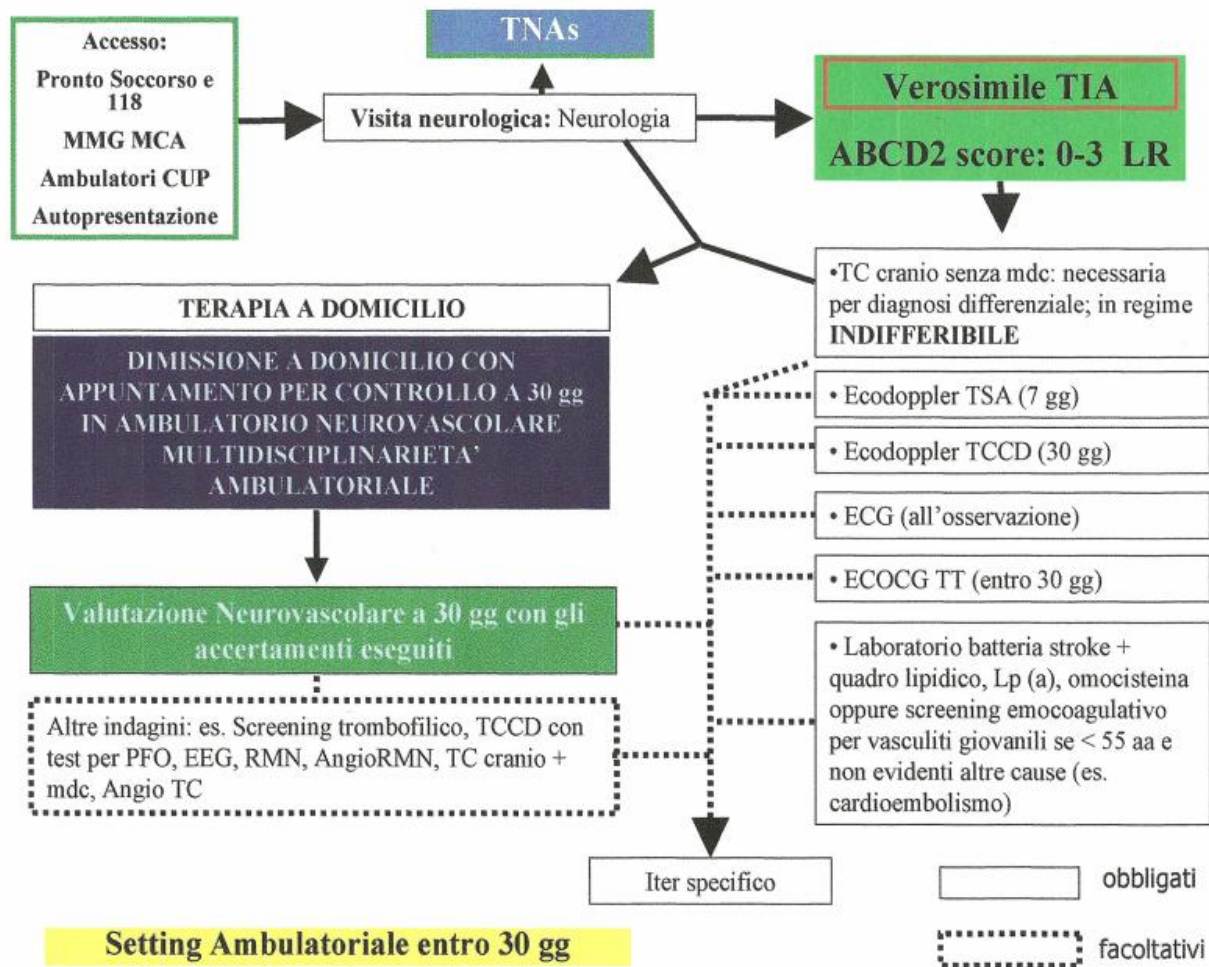 Accesso:
Pronto Soccorso e
118
MMG MCA
Ambulatori CUP
Autopresentazione
TNAs
Visita neurologica: Neurologia
Verosimile TIA
ABCD2 score: 0-3 LR
•TC cranio senza mdc: necessaria
per diagnosi differenziale; in regime
INDIFFERIBILE
• Ecodoppler TSA (7 gg)
• Ecodoppler TCCD (30 gg)
• ECG (all'osservazione)
• ECOCG TT (entro 30 gg)
• Laboratorio batteria stroke +
quadro lipidico, Lp (a), omocisteina
oppure screening emocoagulativo
per vasculiti giovanili se < 55 aa e
non evidenti altre cause (es.
cardioembolismo)
TERAPIA A DOMICILIO
DIMISSIONE A DOMICILIO CON
APPUNTAMENTO PER CONTROLLO A 30 gg
IN AMBULATORIO NEUROVASCOLARE
MULTIDISCIPLINARIETA'
AMBULATORIALE
Valutazione Neurovascolare a 30 gg con gli
accertamenti eseguiti
Altre indagini: es. Screening trombofilico, TCCD con
test per PFO, EEG, RMN, AngioRMN, TC cranio +
mdc, Angio TC
Iter specifico
obbligati
facoltativi
Setting Ambulatoriale entro 30 gg